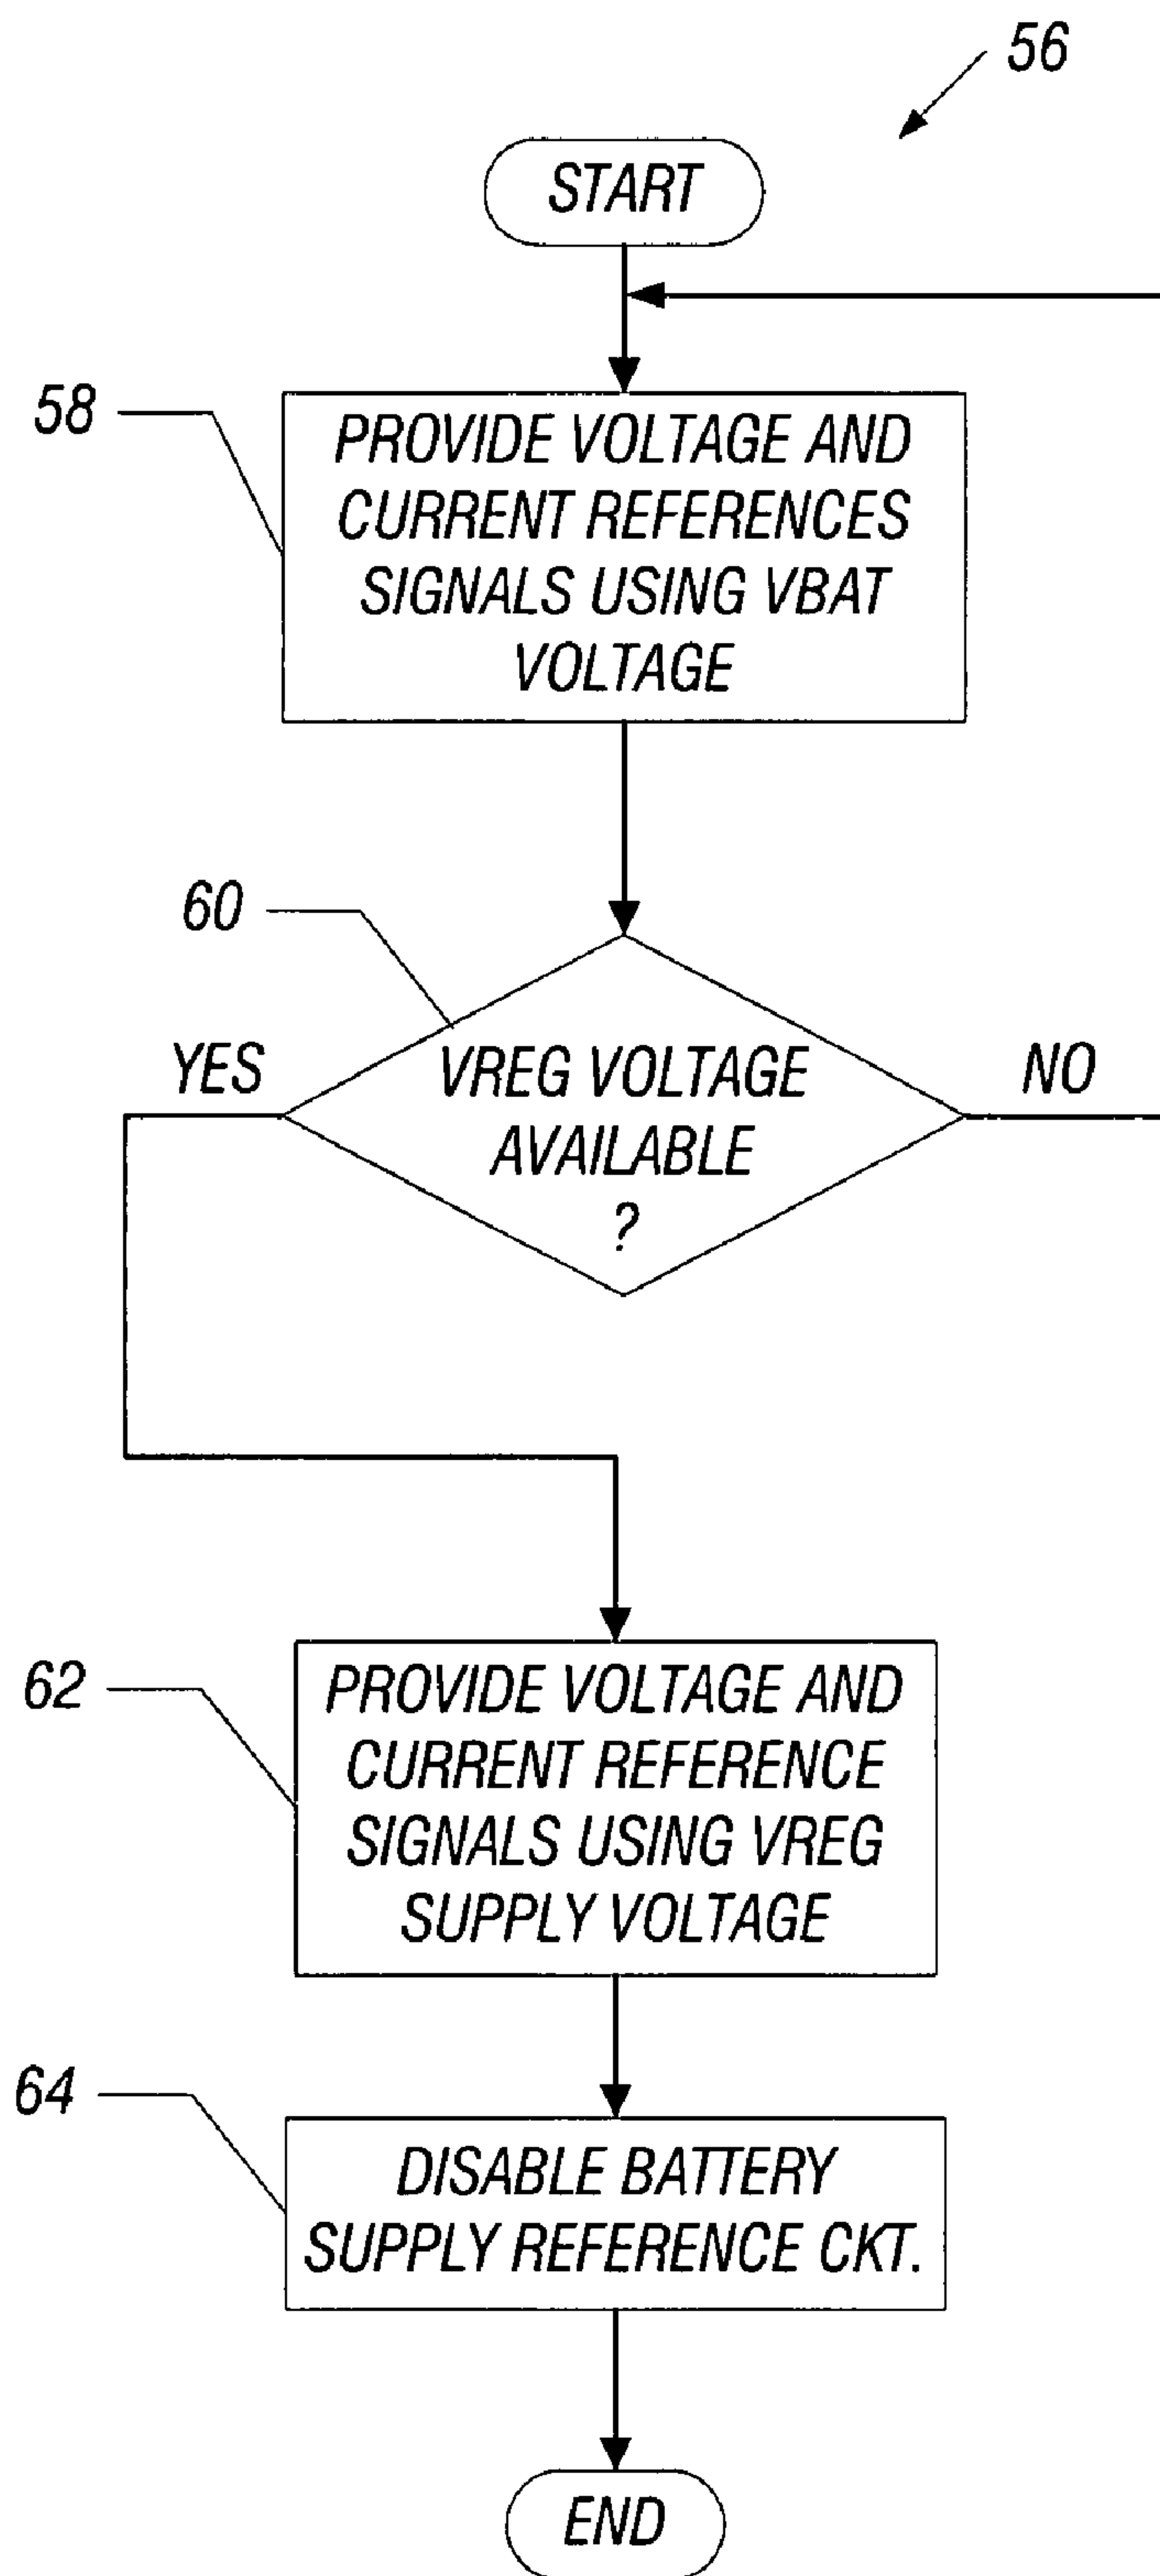 56
START
58
PROVIDE VOLTAGE AND
CURRENT REFERENCES
SIGNALS USING VBAT
VOLTAGE
60
YES
VREG VOLTAGE
AVAILABLE
?
NO
62
PROVIDE VOLTAGE AND
CURRENT REFERENCE
SIGNALS USING VREG
SUPPLY VOLTAGE
64
DISABLE BATTERY
SUPPLY REFERENCE CKT.
END